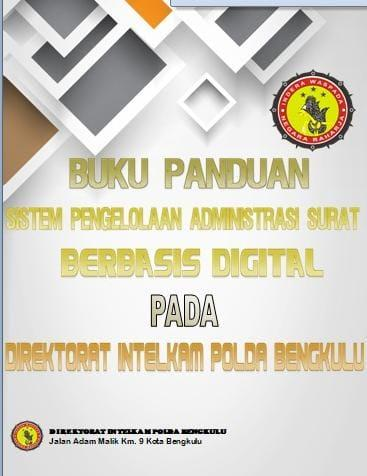 INDERA WASPADA
NEGARA RAHARJA
BUKU PANDUAN
SISTEM PENGELOLAAN ADMINISTRASI SURAT
BERBASIS DIGITAL
PADA
DIREKTORAT INTELKAM POLDA BENGKULU
DIREKTORAT INTELKAM POLDA BENGKULU
Jalan Adam Malik Km. 9 Kota Bengkulu